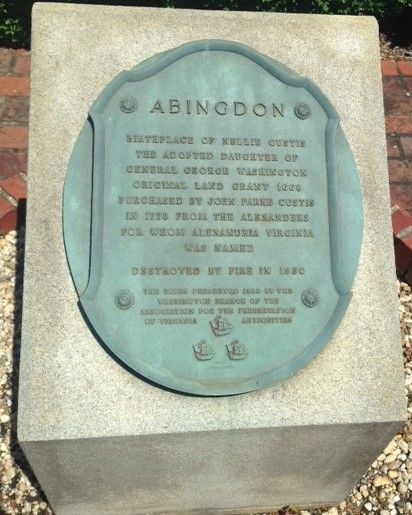 ABINGDON
BIRTHPLACE OF NELLIE CUSTIS
THE ADOPTED DAUGHTER OF
GENERAL GEORGE WASHINGTON
ORIGINAL LAND GRANT 1669
PURCHASED BY JOHN PARKE CUSTIS
IN 1778 FROM THE ALEXANDERS
FOR WHOM ALEXANDRIA VIRGINIA
WAS NAMED
DESTROYED BY FIRE IN 1930
THE RUINS PRESERVED 1933 BY THE
WASHINGTON BRANCH OF THE
ASSOCIATION FOR THE PRESERVATION
OF VIRGINIA ANTIQUITIES